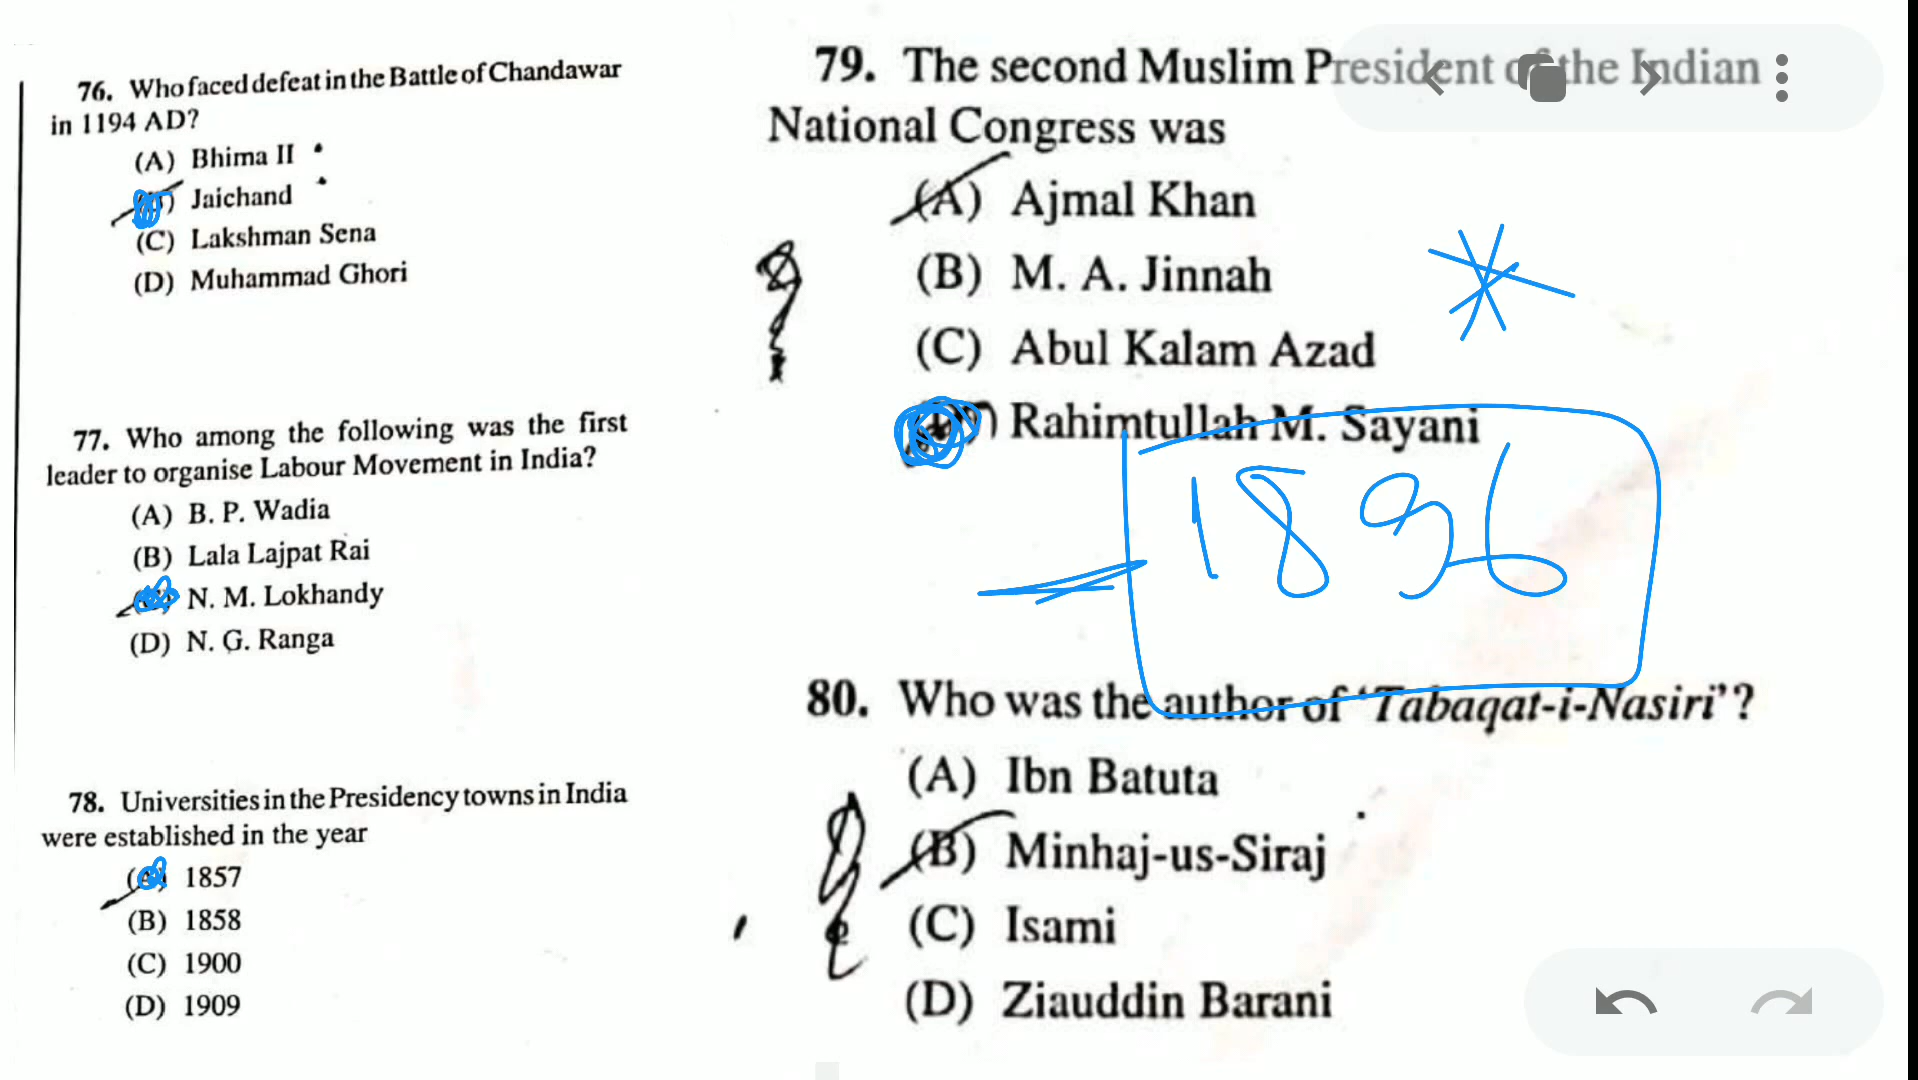 76. Who faced defeat in the Battle of Chandawar
in 1194 AD?
(A) Bhima II
Jaichand
(C) Lakshman Sena
(D) Muhammad Ghori
77. Who among the following was the first
leader to organise Labour Movement in India?
(A) B. P. Wadia
(B) Lala Lajpat Rai
N. M. Lokhandy
(D) N. G. Ranga
78. Universities in the Presidency towns in India
were established in the year
(A) 1857
(B) 1858
(C) 1900
(D) 1909
79. The second Muslim President of the Indian
National Congress was
(A) Ajmal Khan
(B) M. A. Jinnah
(C) Abul Kalam Azad
Rahimtullah M. Sayani
1896
80. Who was the author of ‘Tabaqat-i-Nasiri’?
(A) Ibn Batuta
(B) Minhaj-us-Siraj
(C) Isami
(D) Ziauddin Barani